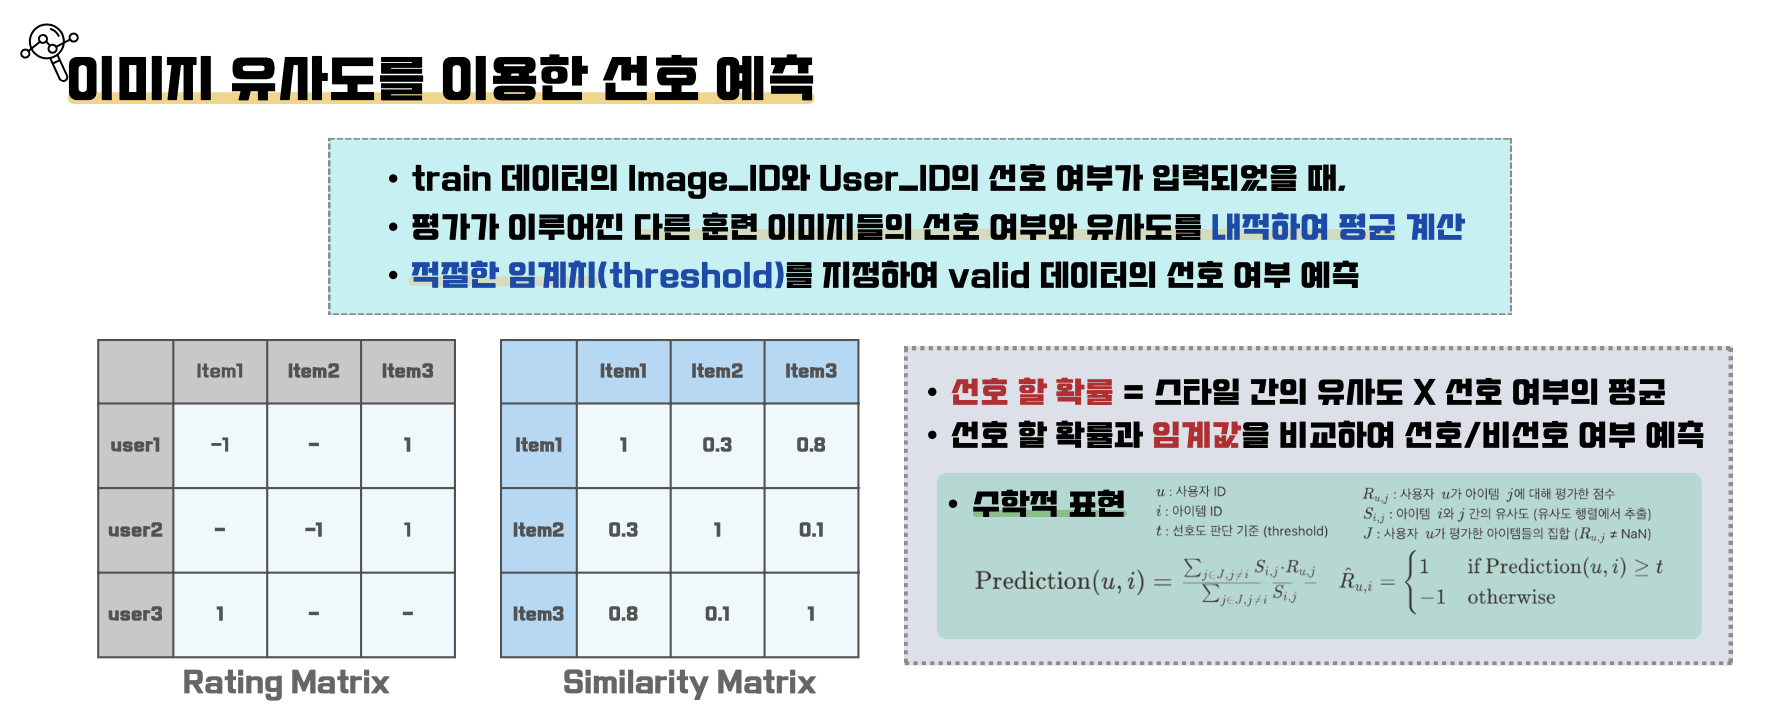 이미지 유사도를 이용한 선호 예측
• train 데이터의 Image_ID와 User_ID의 선호 여부가 입력되었을 때,
• 평가가 이루어진 다른 훈련 이미지들의 선호 여부와 유사도를 내적하여 평균 계산
• 적절한 임계치(threshold)를 지정하여 valid 데이터의 선호 여부 예측
Item1 Item2 Item3
user1 -1 - 1
user2 - -1 1
user3 1 - -
Rating Matrix
Item1 Item2 Item3
Item1 1 0.3 0.8
Item2 0.3 1 0.1
Item3 0.8 0.1 1
Similarity Matrix
• 선호 할 확률 = 스타일 간의 유사도 X 선호 여부의 평균
• 선호 할 확률과 임계값을 비교하여 선호/비선호 여부 예측
• 수학적 표현
u : 사용자 ID
i : 아이템 ID
t : 선호도 판단 기준 (threshold)
R_{u,j} : 사용자 u가 아이템 j에 대해 평가한 점수
S_{i,j} : 아이템 i와 j 간의 유사도 (유사도 행렬에서 추출)
J : 사용자 u가 평가한 아이템들의 집합 (R_{u,j} ≠ NaN)
Prediction(u, i) = \frac{\sum_{j∈J,j≠i} S_{i,j}·R_{u,j}}{\sum_{j∈J,j≠i} S_{i,j}}
\hat{R}_{u,i} = { 1 if Prediction(u, i) ≥ t
−1 otherwise